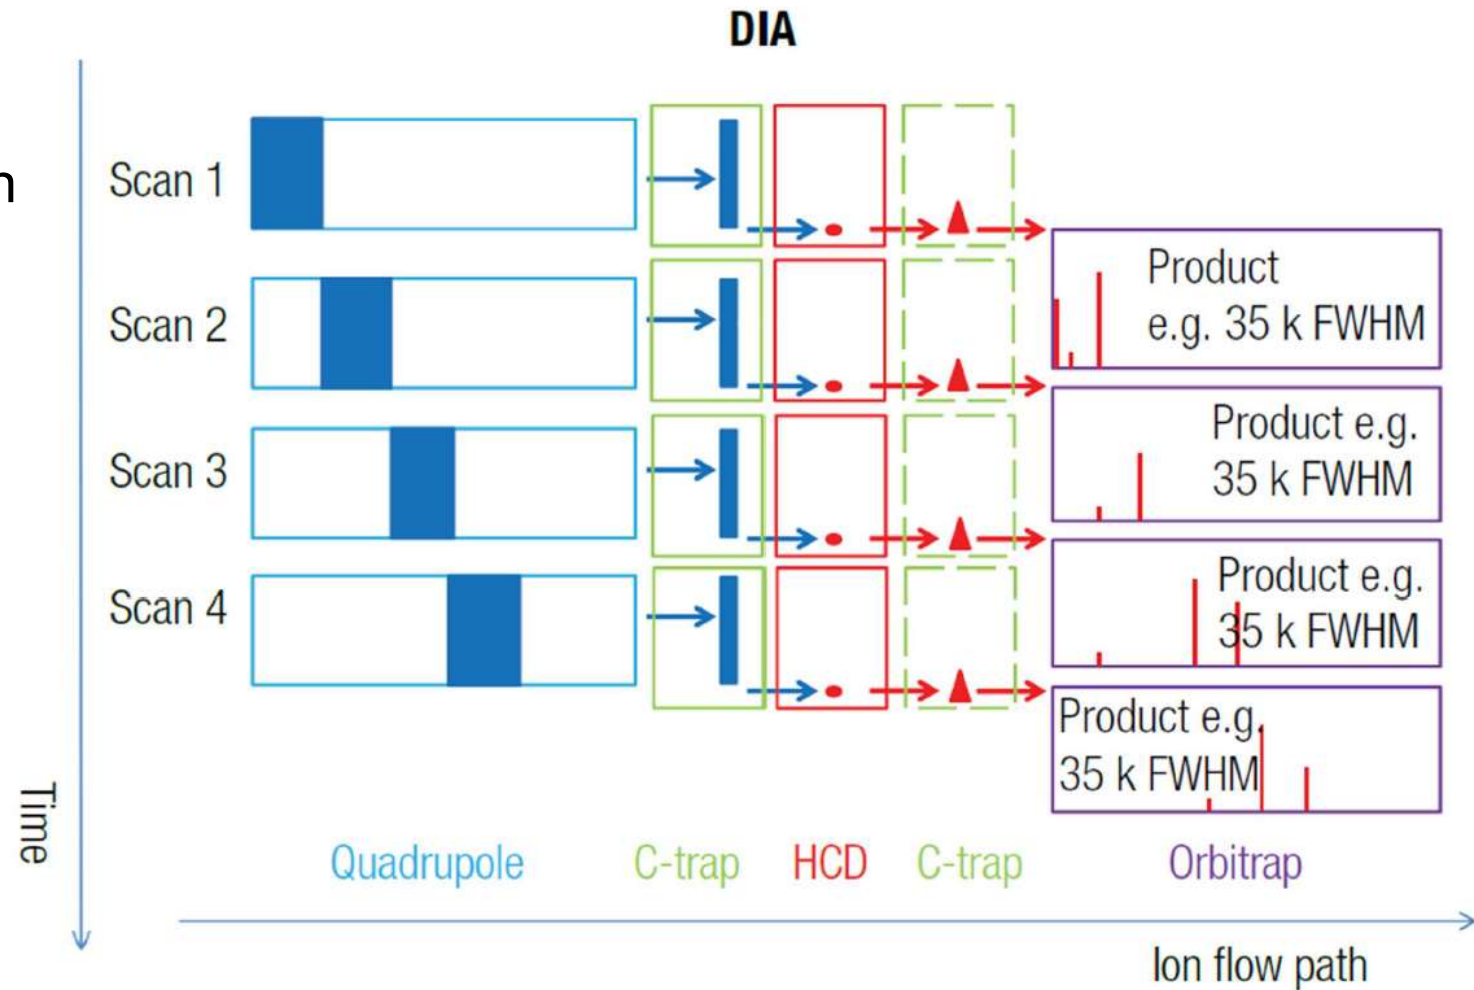 DIA
n
Scan 1
Scan 2
Scan 3
Scan 4
Product
e.g. 35 k FWHM
Product e.g.
35 k FWHM
Product e.g.
35 k FWHM
Product e.g.
35 k FWHM
Time
Quadrupole
C-trap
HCD
C-trap
Orbitrap
Ion flow path